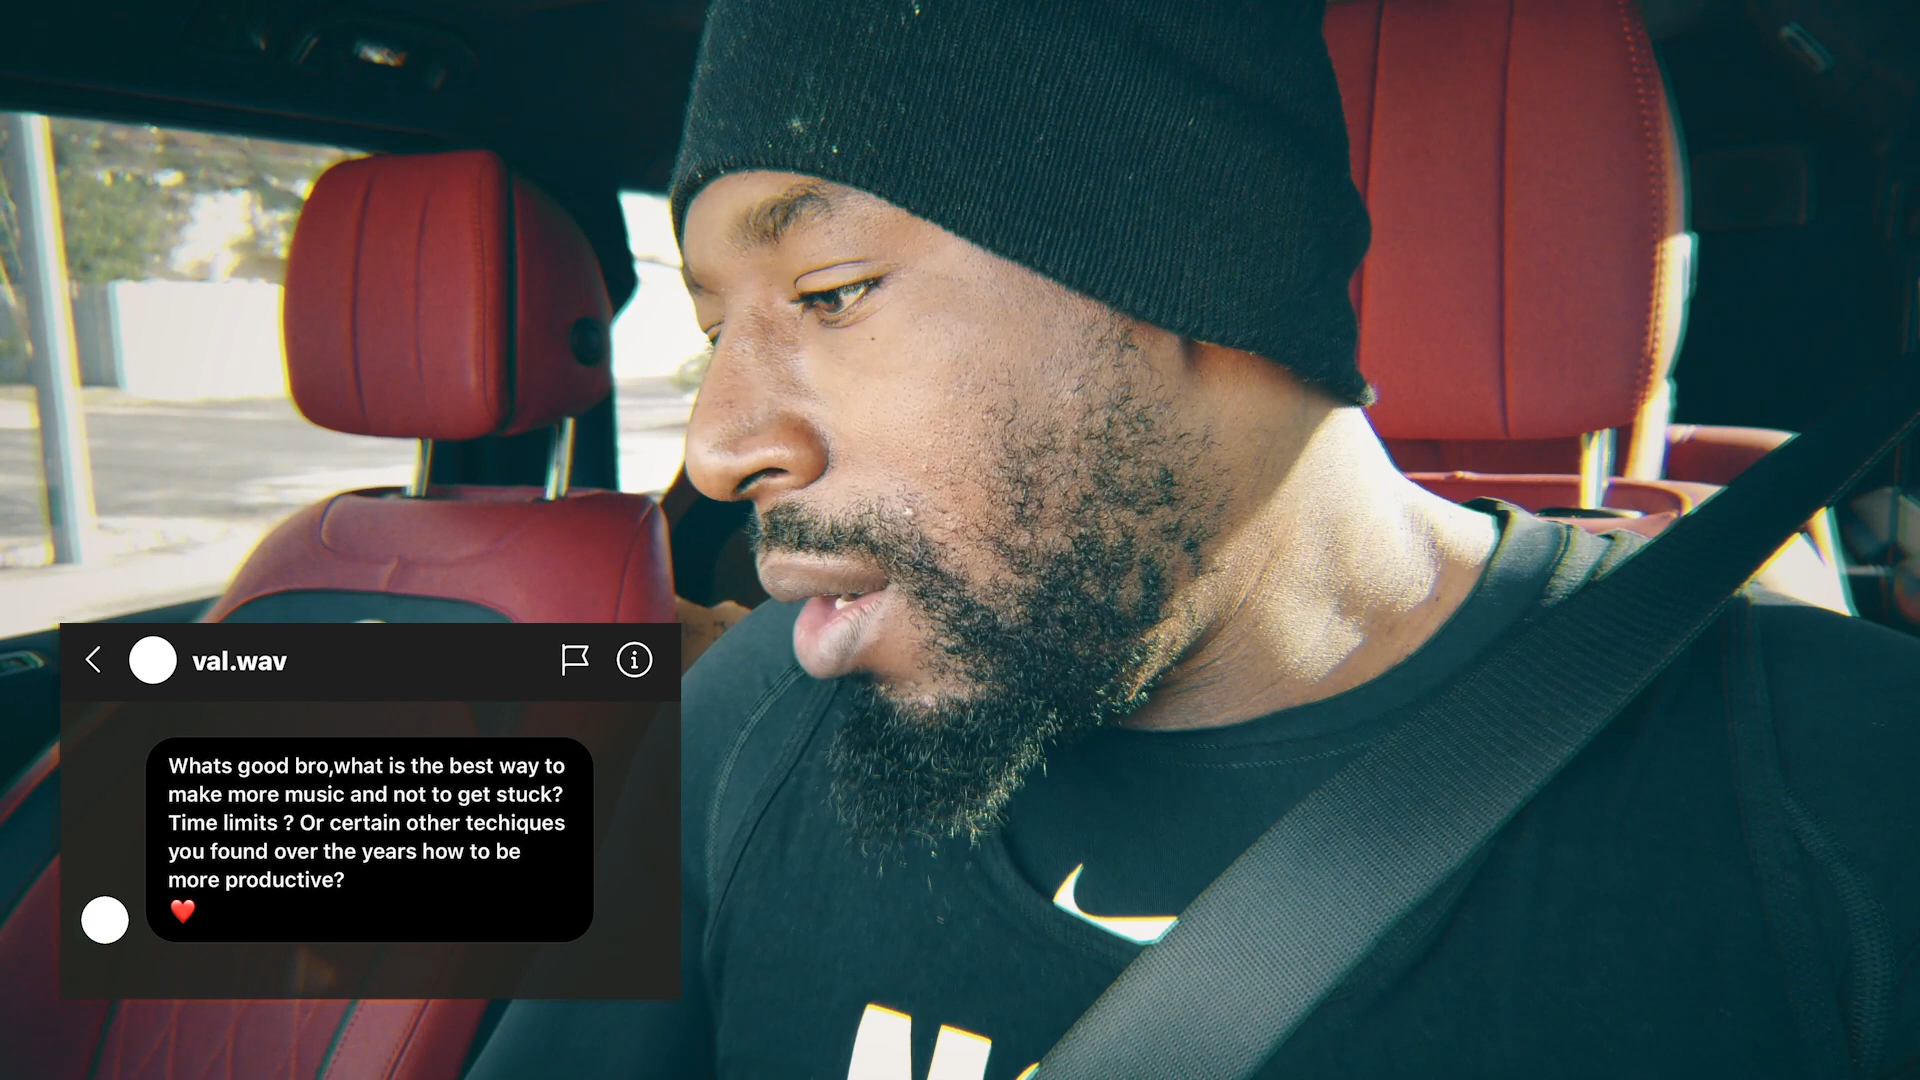 val.wav
Whats good bro,what is the best way to
make more music and not to get stuck?
Time limits ? Or certain other techiques
you found over the years how to be
more productive?
❤️